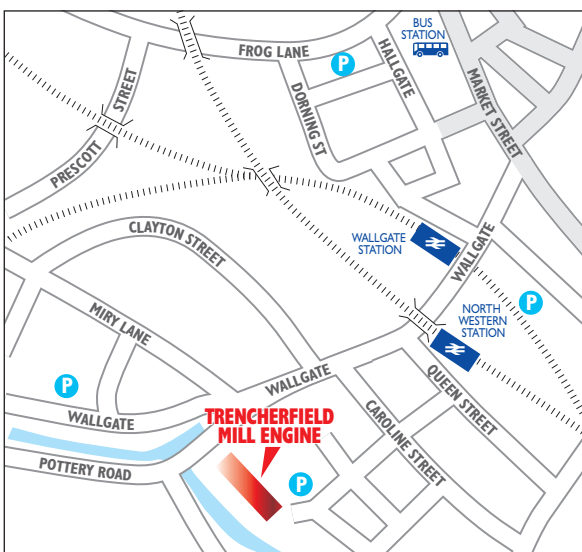 BUS
STATION
FROG LANE
P
HALLGATE
MARKET STREET
DORNING ST
PRESCOTT
STREET
WALLGATE
STATION
WALLGATE
CLAYTON STREET
P
NORTH
WESTERN
STATION
MIRY LANE
P
WALLGATE
QUEEN STREET
WALLGATE
CAROLINE STREET
TRENCHERFIELD
MILL ENGINE
POTTERY ROAD
P